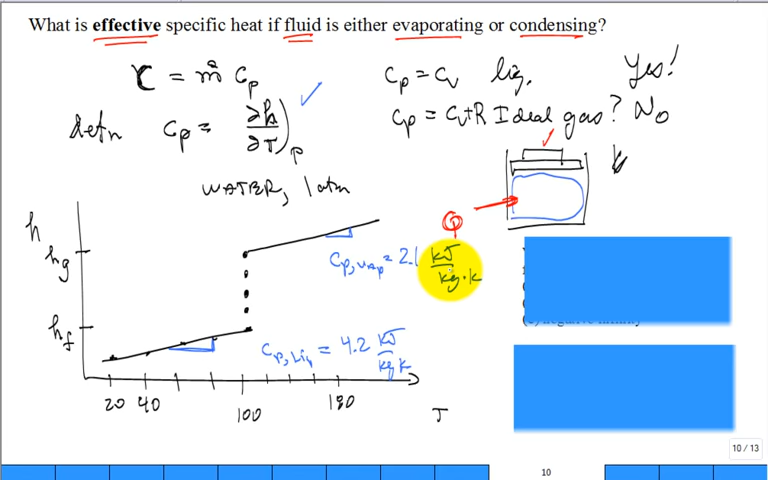 What is effective specific heat if fluid is either evaporating or condensing?
C = ṁ Cp
Cp = Cv liq. Yes!
defn Cp = ∂h/∂T)p
Cp = Cv+R Ideal gas? No
WATER, 1 atm
h
hg
Cp,vap = 2.1 kJ/kg·K
Q
hf
Cp,Liq = 4.2 kJ/kg K
20 40 100 180 T
10 / 13
10